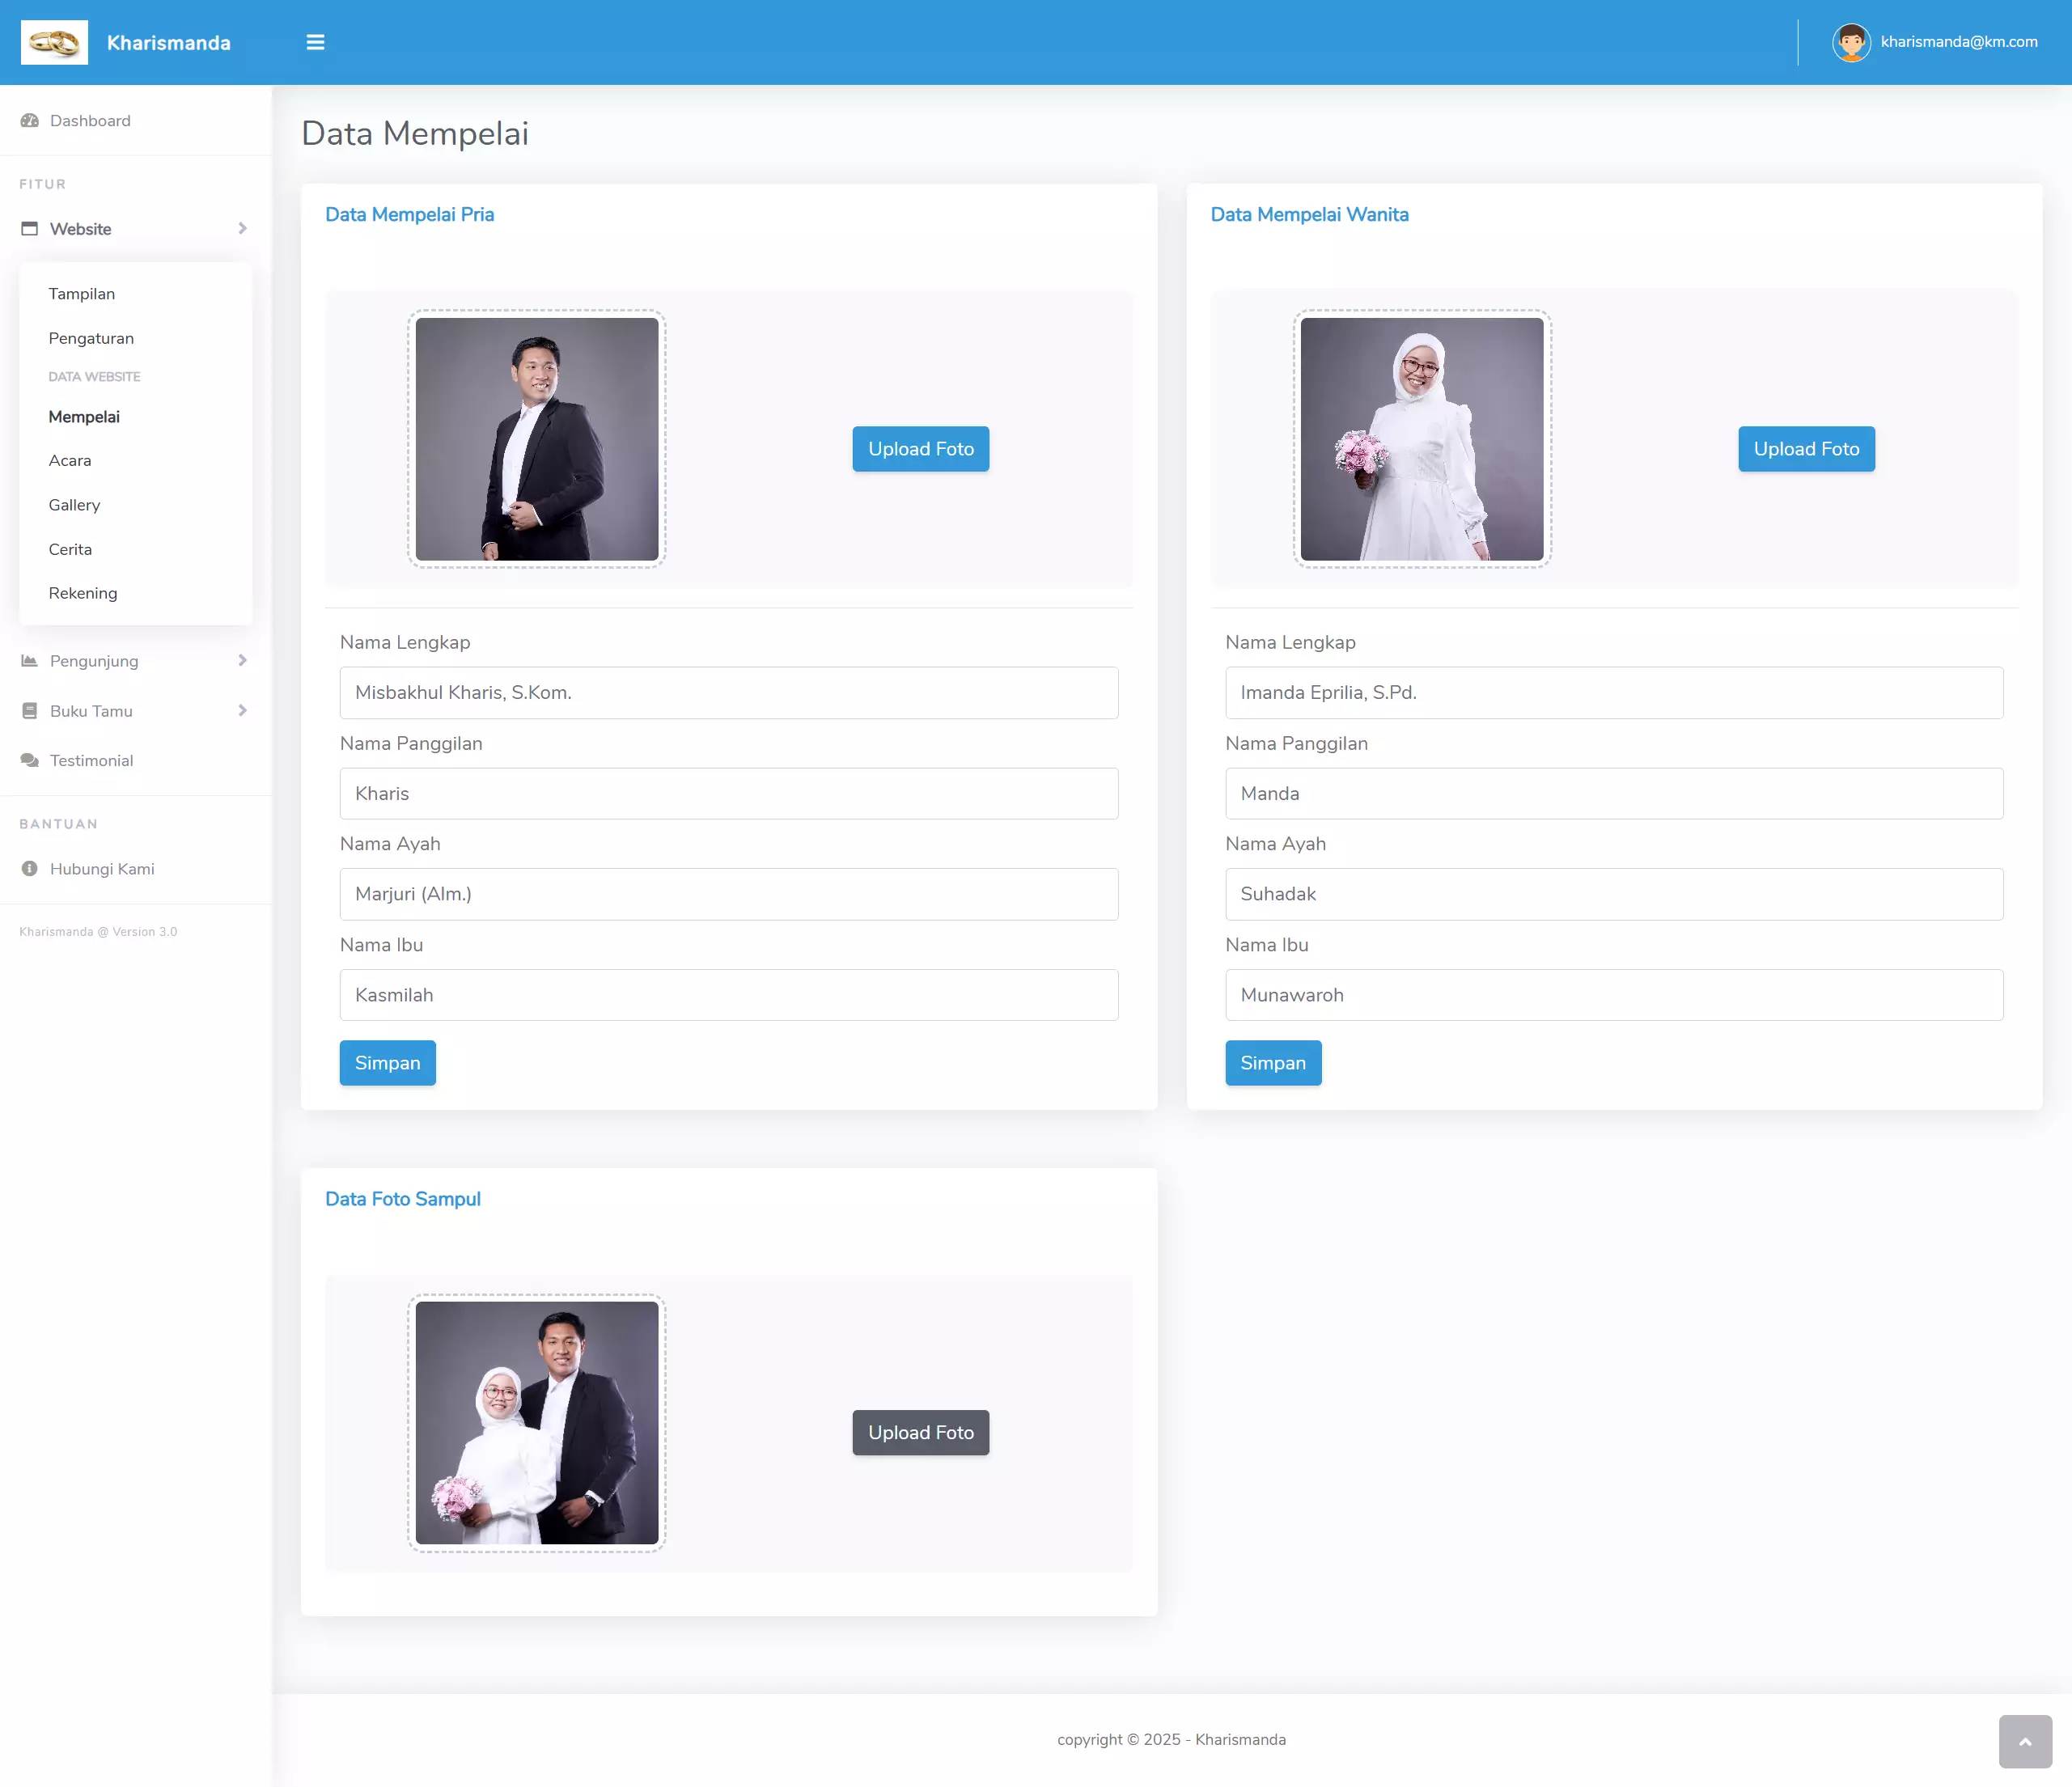 Kharismanda
kharismanda@km.com
Dashboard
FITUR
Website
Tampilan
Pengaturan
DATA WEBSITE
Mempelai
Acara
Gallery
Cerita
Rekening
Pengunjung
Buku Tamu
Testimonial
BANTUAN
Hubungi Kami
Kharismanda @ Version 3.0
Data Mempelai
Data Mempelai Pria
Upload Foto
Nama Lengkap
Misbakhul Kharis, S.Kom.
Nama Panggilan
Kharis
Nama Ayah
Marjuri (Alm.)
Nama Ibu
Kasmilah
Simpan
Data Mempelai Wanita
Upload Foto
Nama Lengkap
Imanda Eprilia, S.Pd.
Nama Panggilan
Manda
Nama Ayah
Suhadak
Nama Ibu
Munawaroh
Simpan
Data Foto Sampul
Upload Foto
copyright © 2025 - Kharismanda